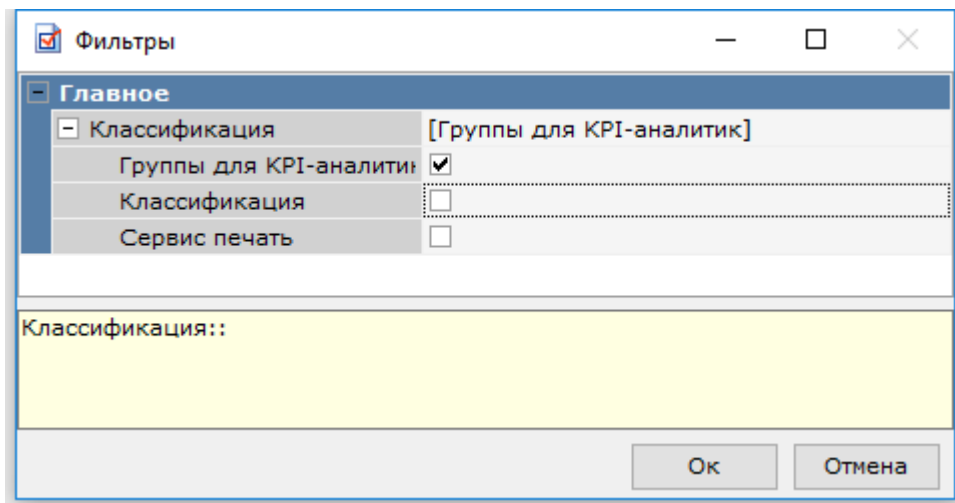 Фильтры
Главное
Классификация [Группы для KPI-аналитик]
Группы для KPI-аналитик
Классификация
Сервис печать
Классификация::
Ок Отмена